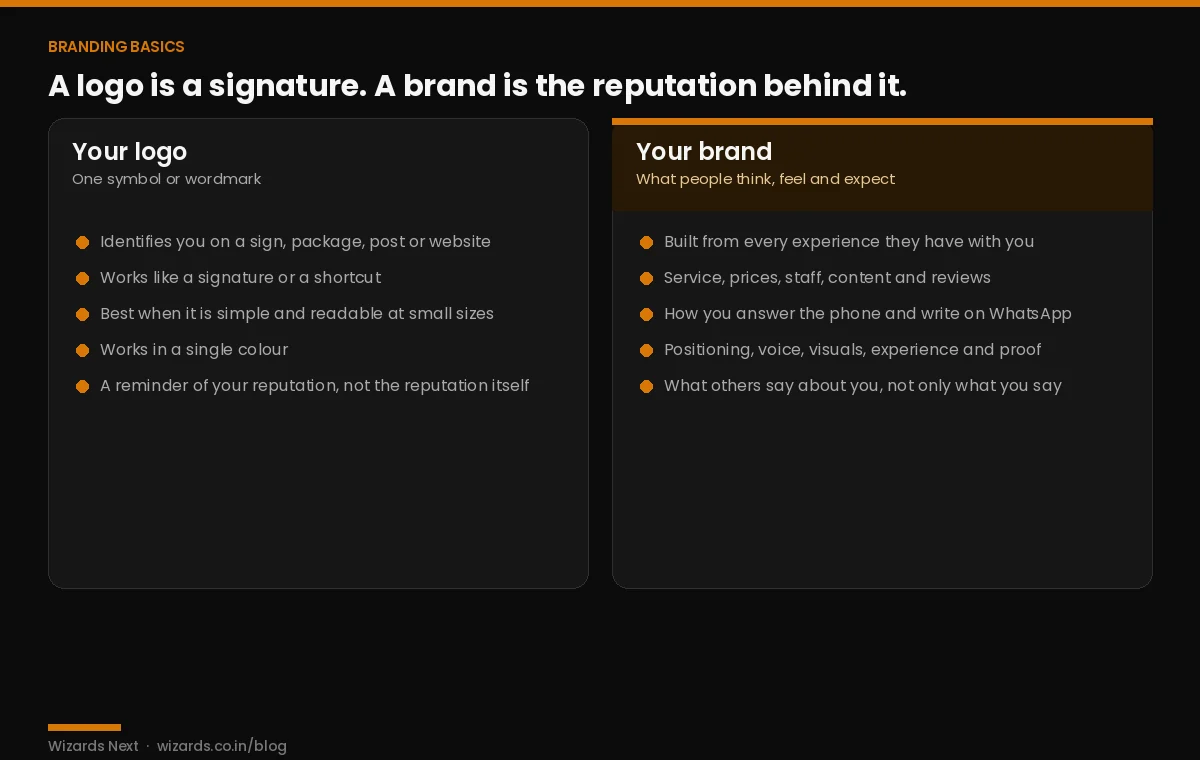 BRANDING BASICS
A logo is a signature. A brand is the reputation behind it.
Your logo
One symbol or wordmark
Identifies you on a sign, package, post or website
Works like a signature or a shortcut
Best when it is simple and readable at small sizes
Works in a single colour
A reminder of your reputation, not the reputation itself
Your brand
What people think, feel and expect
Built from every experience they have with you
Service, prices, staff, content and reviews
How you answer the phone and write on WhatsApp
Positioning, voice, visuals, experience and proof
What others say about you, not only what you say
Wizards Next · wizards.co.in/blog